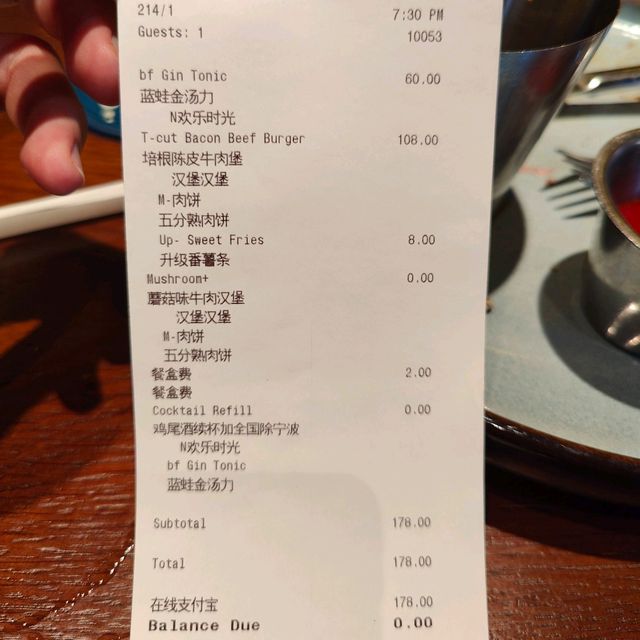 214/1 7:30 PM
Guests: 1 10053
bf Gin Tonic 60.00
蓝蛙金汤力
N欢乐时光
T-cut Bacon Beef Burger 108.00
培根陈皮牛肉堡
汉堡汉堡
M-肉饼
五分熟肉饼
Up- Sweet Fries 8.00
升级番薯条
Mushroom+ 0.00
蘑菇味牛肉汉堡
汉堡汉堡
M-肉饼
五分熟肉饼
餐盒费 2.00
餐盒费
Cocktail Refill 0.00
鸡尾酒续杯加全国除宁波
N欢乐时光
bf Gin Tonic
蓝蛙金汤力
Subtotal 178.00
Total 178.00
在线支付宝 178.00
Balance Due 0.00